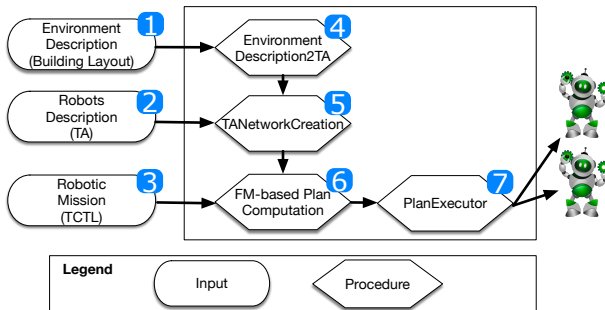 1
Environment
Description
(Building Layout)
4
Environment
Description2TA
2
Robots
Description
(TA)
5
TANetworkCreation
3
Robotic
Mission
(TCTL)
6
FM-based Plan
Computation
7
PlanExecutor
Legend
Input
Procedure